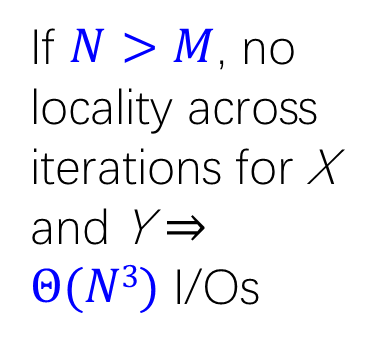 If N > M, no
locality across
iterations for X
and Y ⇒
Θ(N³) I/Os